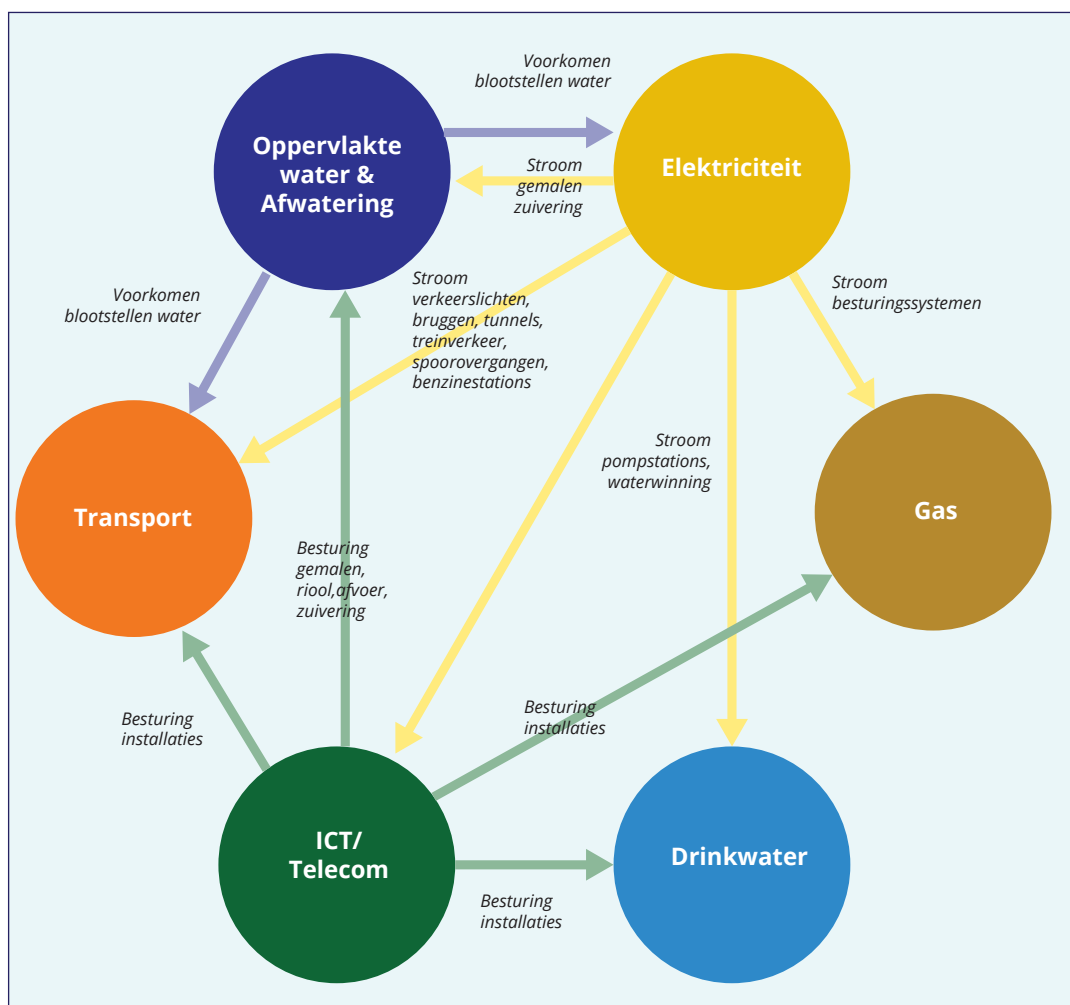 Voorkomen
blootstellen water
Oppervlakte
water &
Afwatering
Elektriciteit
Stroom
gemalen
zuivering
Voorkomen
blootstellen water
Stroom
verkeerslichten,
bruggen, tunnels,
treinverkeer,
spoorovergangen,
benzinestations
Stroom
besturingssystemen
Stroom
pompstations,
waterwinning
Transport
Gas
Besturing
gemalen,
riool,afvoer,
zuivering
Besturing
installaties
Besturing
installaties
ICT/
Telecom
Drinkwater
Besturing
installaties